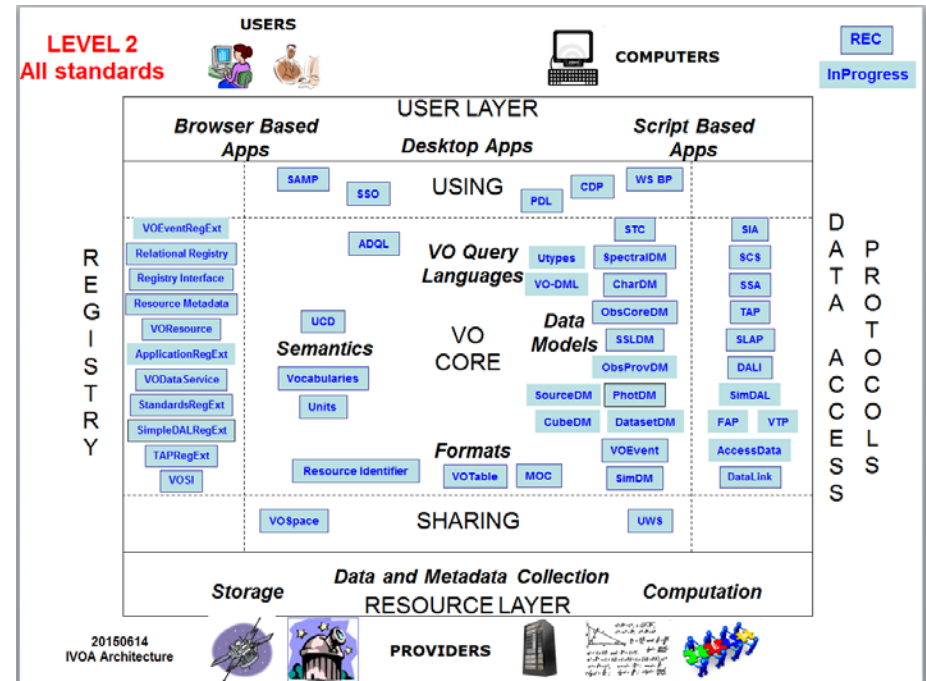 LEVEL 2
All standards
USERS
COMPUTERS
REC
InProgress
USER LAYER
Browser Based
Apps
Desktop Apps
Script Based
Apps
SAMP
SSO
USING
PDL
CDP
WS BP
REGISTRY
VOEventRegExt
Relational Registry
Registry Interface
Resource Metadata
VOResource
ApplicationRegExt
VODataService
StandardsRegExt
SimpleDALRegExt
TAPRegExt
VOSI
ADQL
VO Query
Languages
UCD
Semantics
Vocabularies
Units
VO
CORE
Data
Models
Utypes
VO-DML
STC
SpectralDM
CharDM
ObsCoreDM
SSLDM
ObsProvDM
SourceDM
PhotDM
CubeDM
DatasetDM
VOEvent
SimDM
Formats
Resource Identifier
VOTable
MOC
SIA
SCS
SSA
TAP
SLAP
DALI
SimDAL
FAP
VTP
AccessData
DataLink
DATA ACCESS
PROTOCOLS
VOSpace
SHARING
UWS
Storage
Data and Metadata Collection
Computation
RESOURCE LAYER
20150614
IVOA Architecture
PROVIDERS